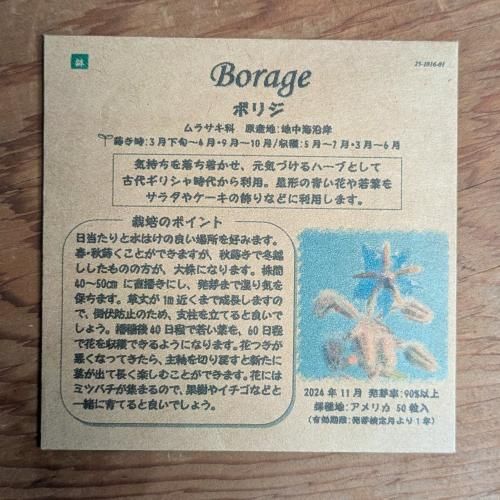 鉢
25-1016-01
Borage
ボリジ
ムラサキ科 原産地:地中海沿岸
蒔き時:3月下旬〜4月・9月〜10月/収穫:5月〜7月・3月〜6月
気持ちを落ち着かせ、元気づけるハーブとして
古代ギリシャ時代から利用。星形の青い花や若葉を
サラダやケーキの飾りなどに利用します。
栽培のポイント
日当たりと水はけの良い場所を好みます。
春・秋蒔くことができますが、秋蒔きで冬越
ししたものの方が、大株になります。株間
40〜50cmに直播きにし、発芽まで湿り気を
保ちます。草丈が1m近くまで成長しますの
で、倒伏防止のため、支柱を立てると良いで
しょう。播種後40日程で若い葉を、60日程
で花を収穫できるようになります。花つきが
悪くなってきたら、主軸を切り戻すと新たに
茎が出て長く楽しむことができます。花には
ミツバチが集まるので、果樹やイチゴなどと
一緒に育てると良いでしょう。
2024年11月 発芽率:90%以上
採種地:アメリカ 50粒入
(有効期限:発芽検定月より1年)